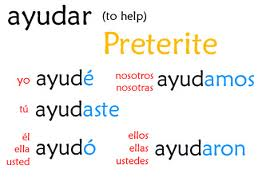 ayudar (to help)
Preterite
yo ayudé
nosotros
nosotras ayudamos
tú ayudaste
él
ella
usted ayudó
ellos
ellas
ustedes ayudaron